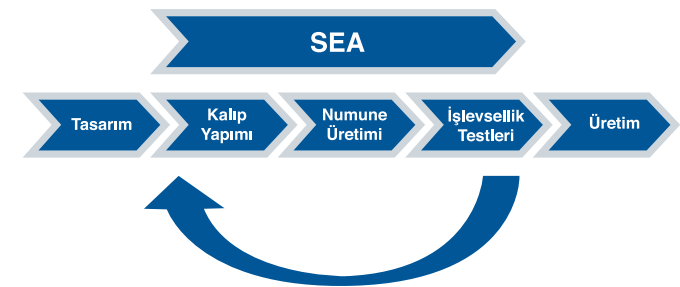 SEA
Tasarım
Kalıp
Yapımı
Numune
Üretimi
İşlevsellik
Testleri
Üretim